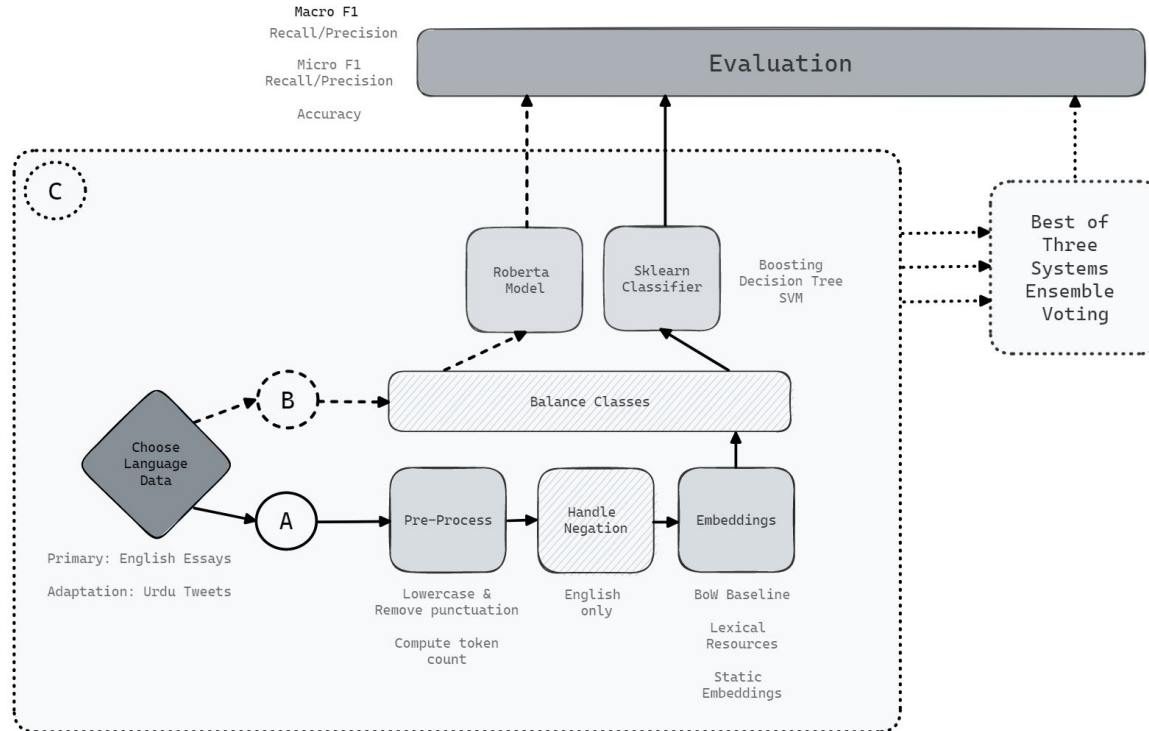 Macro F1
Recall/Precision
Micro F1
Recall/Precision
Accuracy
Evaluation
C
Roberta
Model
Sklearn
Classifier
Boosting
Decision Tree
SVM
Best of
Three
Systems
Ensemble
Voting
B
Balance Classes
Choose
Language
Data
A
Pre-Process
Handle
Negation
Embeddings
Primary: English Essays
Adaptation: Urdu Tweets
Lowercase &
Remove punctuation
Compute token
count
English
only
BoW Baseline
Lexical
Resources
Static
Embeddings